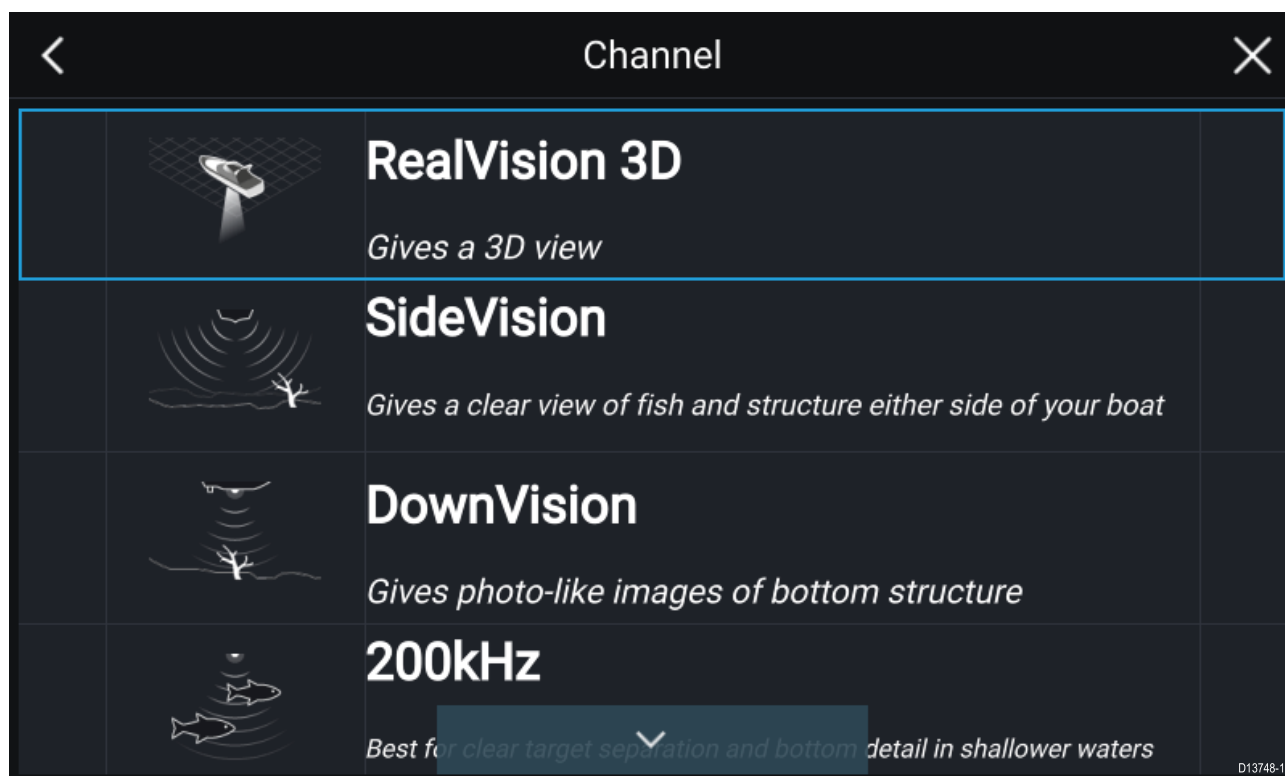 Channel
RealVision 3D
Gives a 3D view
SideVision
Gives a clear view of fish and structure either side of your boat
DownVision
Gives photo-like images of bottom structure
200kHz
Best for clear target separation and bottom detail in shallower waters
D13748-1